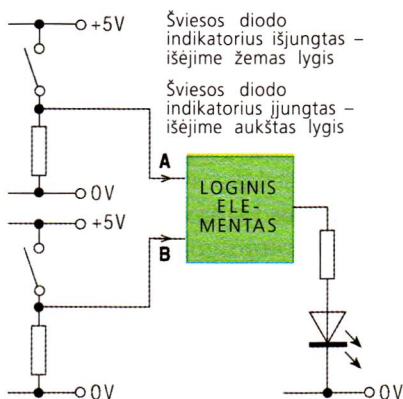 +5V
Šviesos diodo
indikatorius išjungtas –
išėjime žemas lygis
Šviesos diodo
indikatorius įjungtas –
išėjime aukštas lygis
A
0V
LOGINIS
ELE-
MENTAS
+5V
B
0V
0V